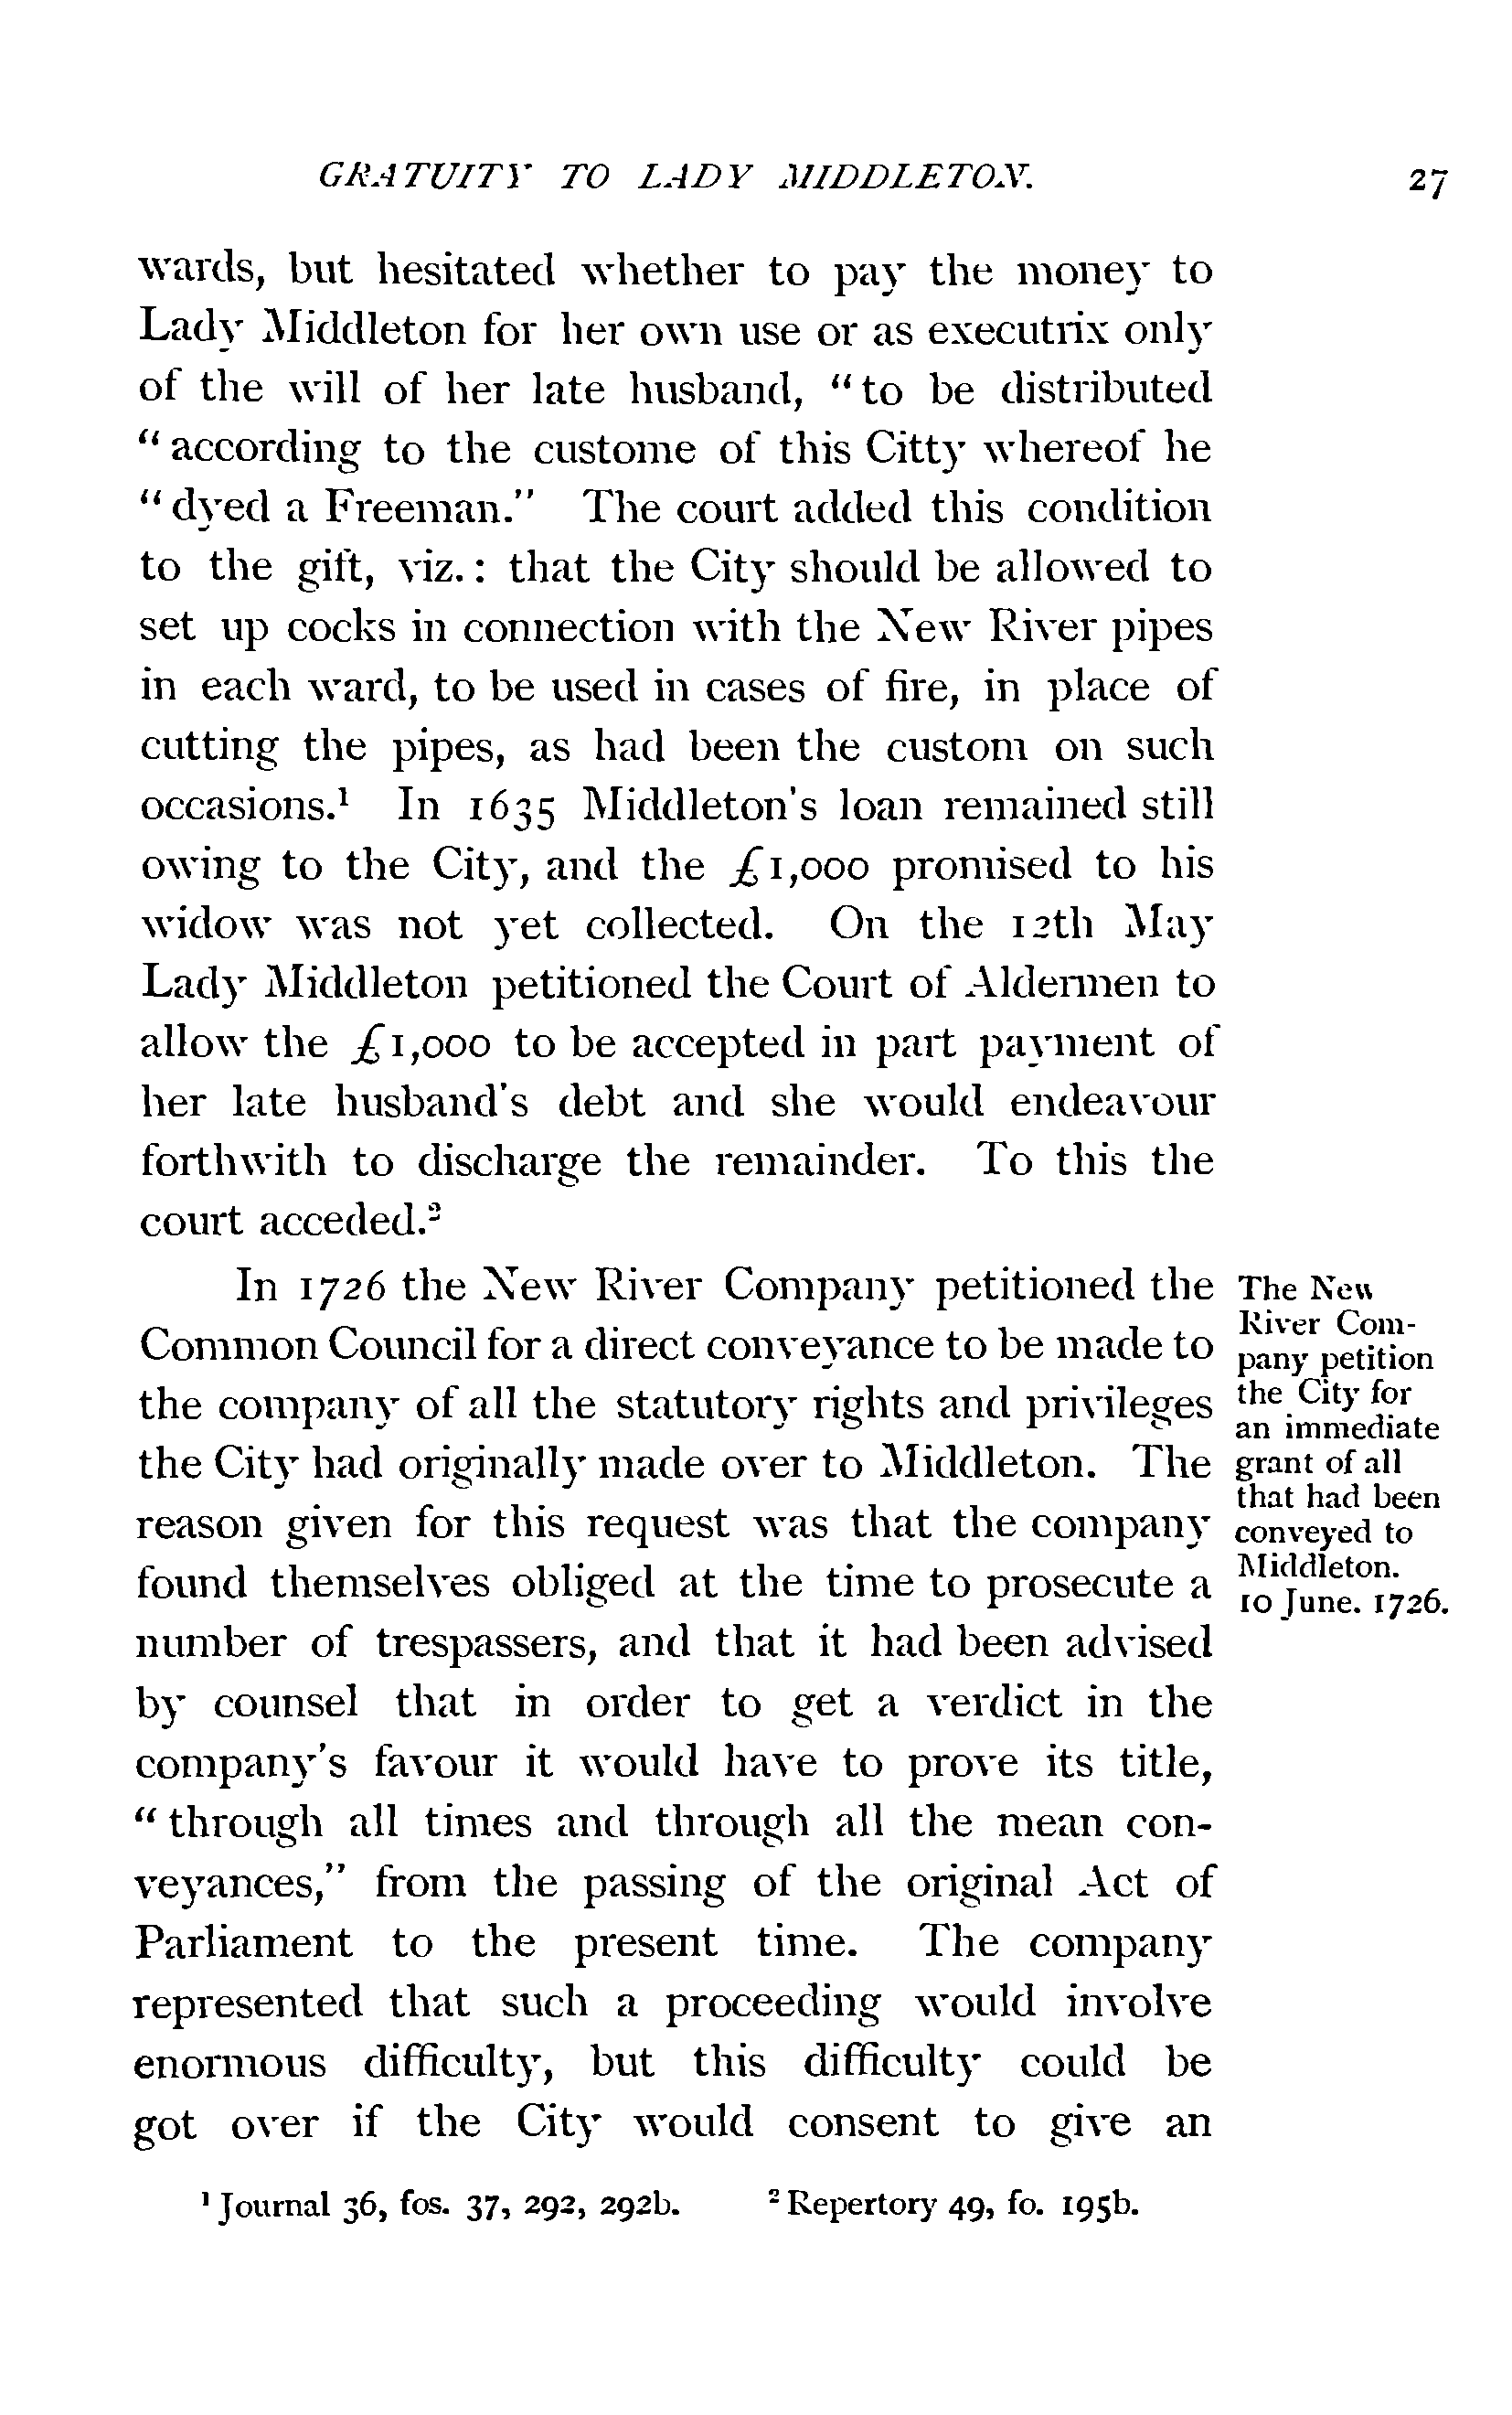 GRATUITY TO LADY MIDDLETON. 27
wards, but hesitated whether to pay the money to
Lady Middleton for her own use or as executrix only
of the will of her late husband, "to be distributed
"according to the custome of this Citty whereof he
"dyed a Freeman." The court added this condition
to the gift, viz.: that the City should be allowed to
set up cocks in connection with the New River pipes
in each ward, to be used in cases of fire, in place of
cutting the pipes, as had been the custom on such
occasions.¹ In 1635 Middleton's loan remained still
owing to the City, and the £1,000 promised to his
widow was not yet collected. On the 12th May
Lady Middleton petitioned the Court of Aldermen to
allow the £1,000 to be accepted in part payment of
her late husband's debt and she would endeavour
forthwith to discharge the remainder. To this the
court acceded.²
In 1726 the New River Company petitioned the
Common Council for a direct conveyance to be made to
the company of all the statutory rights and privileges
the City had originally made over to Middleton. The
reason given for this request was that the company
found themselves obliged at the time to prosecute a
number of trespassers, and that it had been advised
by counsel that in order to get a verdict in the
company's favour it would have to prove its title,
"through all times and through all the mean con-
veyances," from the passing of the original Act of
Parliament to the present time. The company
represented that such a proceeding would involve
enormous difficulty, but this difficulty could be
got over if the City would consent to give an
The New
River Com-
pany petition
the City for
an immediate
grant of all
that had been
conveyed to
Middleton.
10 June. 1726.
¹ Journal 36, fos. 37, 292, 292b. ² Repertory 49, fo. 195b.